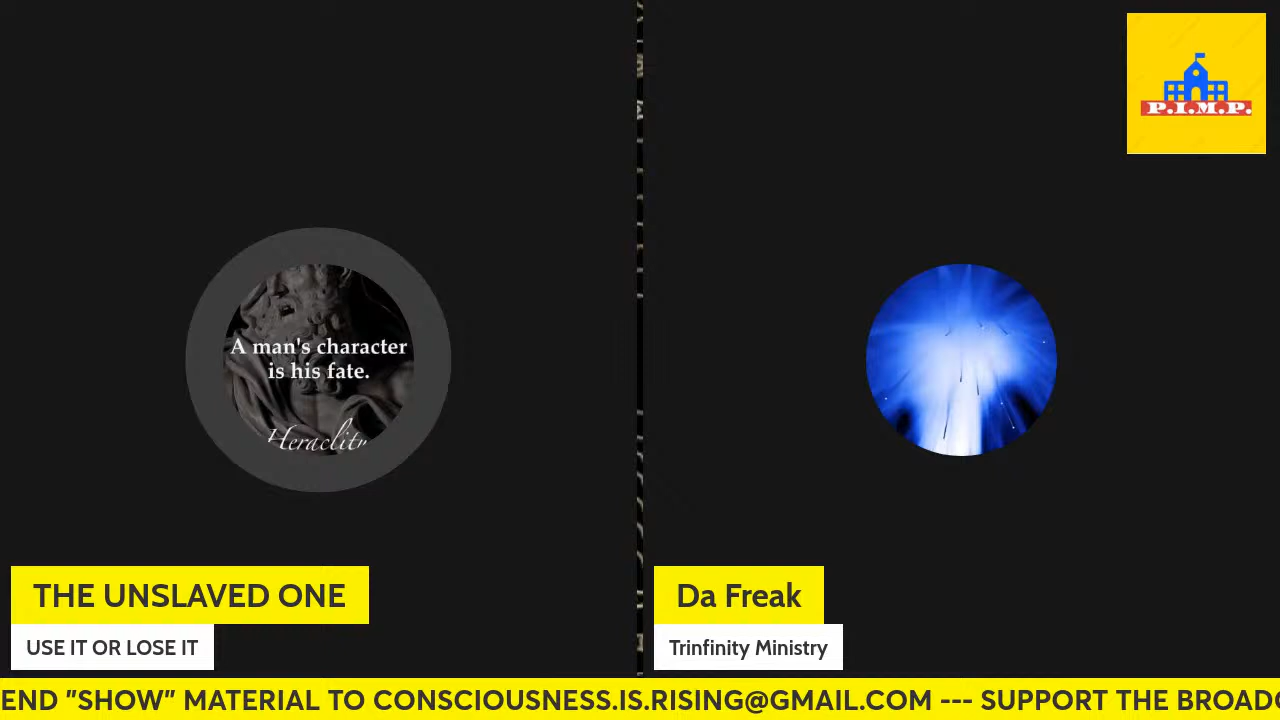 P.I.M.P.
A man's character
is his fate.
THE UNSLAVED ONE
Da Freak
USE IT OR LOSE IT
Trinfinity Ministry
END "SHOW" MATERIAL TO CONSCIOUSNESS.IS.RISING@GMAIL.COM --- SUPPORT THE